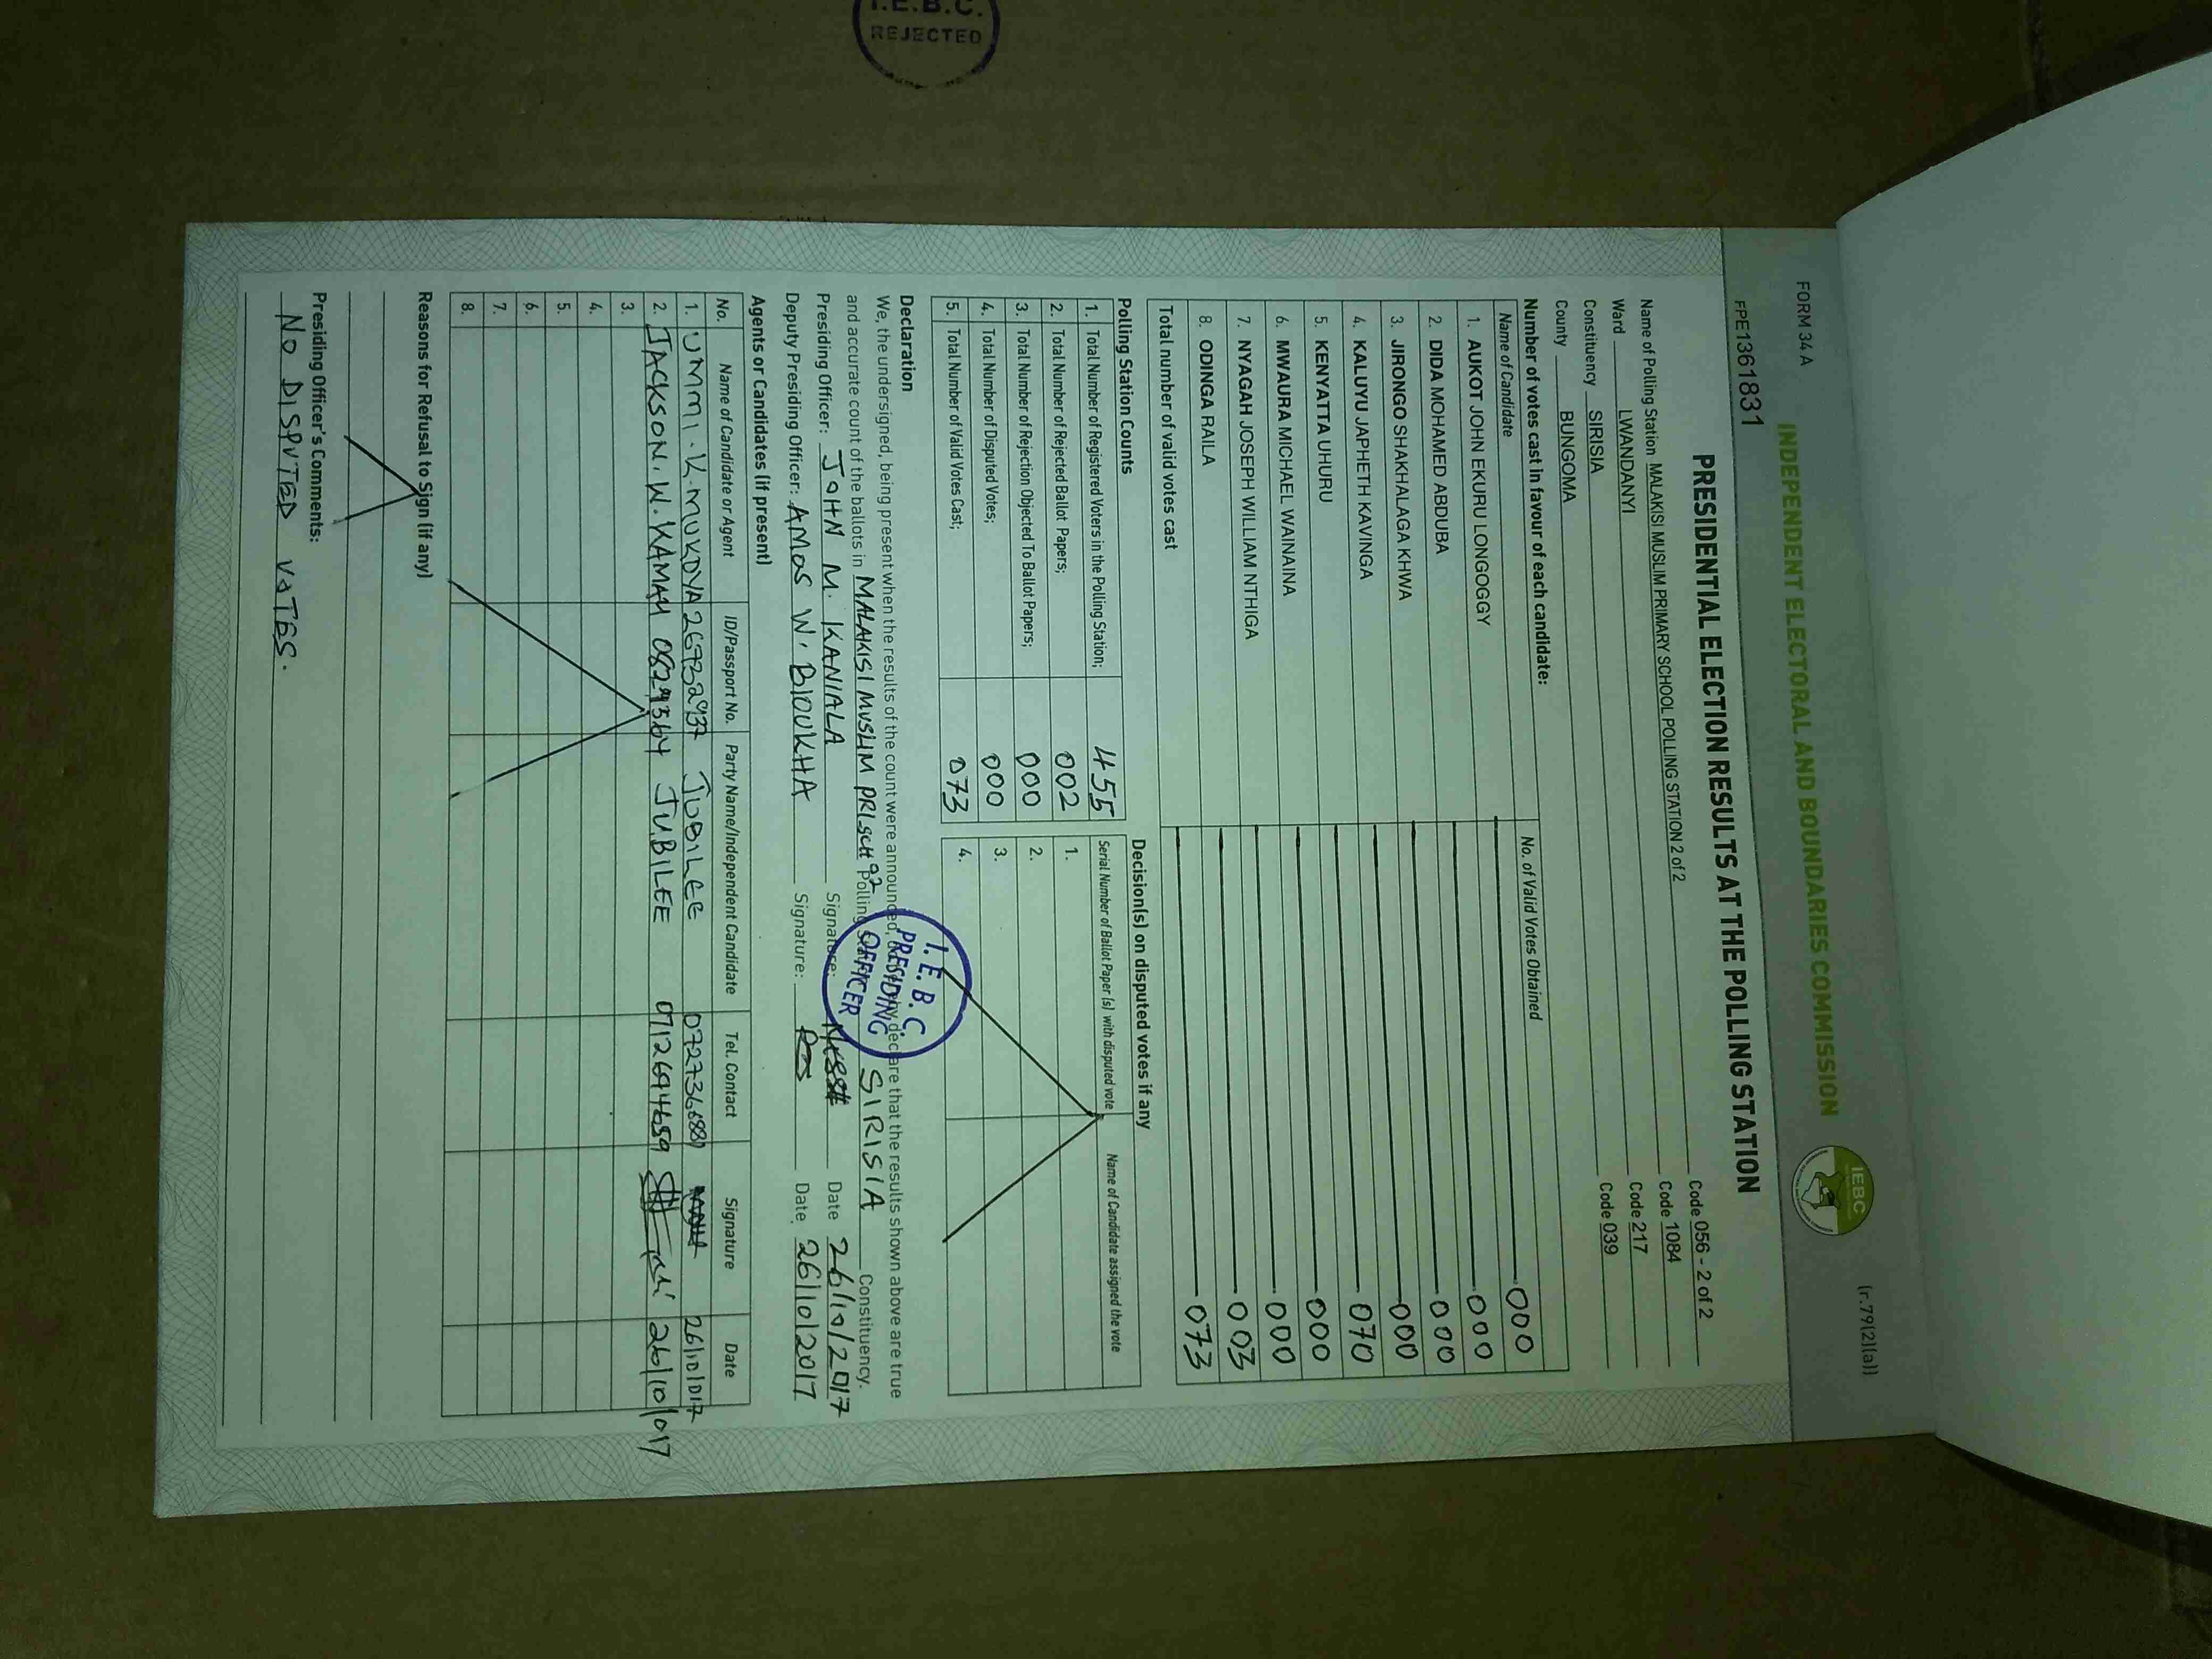 I.E.B.C.
REJECTED
FORM 34 A
(r.79(2)(a))
INDEPENDENT ELECTORAL AND BOUNDARIES COMMISSION
IEBC
FPE1361831
PRESIDENTIAL ELECTION RESULTS AT THE POLLING STATION
Name of Polling Station MALAKISI MUSLIM PRIMARY SCHOOL POLLING STATION 2 of 2 Code 056 - 2 of 2
Ward LWANDANYI Code 1084
Constituency SIRISIA Code 217
County BUNGOMA Code 039
Number of votes cast in favour of each candidate:
Name of Candidate No. of Valid Votes Obtained
1. AUKOT JOHN EKURU LONGOGGY 000
2. DIDA MOHAMED ABDUBA 000
3. JIRONGO SHAKHALAGA KHWA 000
4. KALUYU JAPHETH KAVINGA 000
5. KENYATTA UHURU 070
6. MWAURA MICHAEL WAINAINA 000
7. NYAGAH JOSEPH WILLIAM NTHIGA 000
8. ODINGA RAILA 003
Total number of valid votes cast 073
Polling Station Counts
1. Total Number of Registered Voters in the Polling Station; 455
2. Total Number of Rejected Ballot Papers; 002
3. Total Number of Rejection Objected To Ballot Papers; 000
4. Total Number of Disputed Votes; 000
5. Total Number of Valid Votes Cast; 073
Decision(s) on disputed votes if any
Serial Number of Ballot Paper (s) with disputed vote Name of Candidate assigned the vote
1.
2.
3.
4.
Declaration
We, the undersigned, being present when the results of the count were announced, do hereby declare that the results shown above are true
and accurate count of the ballots in MALAKISI MUSLIM PRI SCH Polling SIRISIA Constituency.
I.E.B.C.
PRESIDING
OFFICER
Presiding Officer: JOHN M. KANIALA Signature: Date 26/10/2017
Deputy Presiding Officer: AMOS W. BIOUKHA Signature: Date 26/10/2017
Agents or Candidates (if present)
No. Name of Candidate or Agent ID/Passport No. Party Name/Independent Candidate Tel. Contact Signature Date
1. UMMI.K.MUKOYA 26732937 JUBILEE 26/10/017
2. JACKSON.W.KAMAU JUBILEE 0712694659 26/10/017
3.
4.
5.
6.
7.
8.
Reasons for Refusal to Sign (if any)
Presiding Officer's Comments:
NO DISPUTED VOTES.